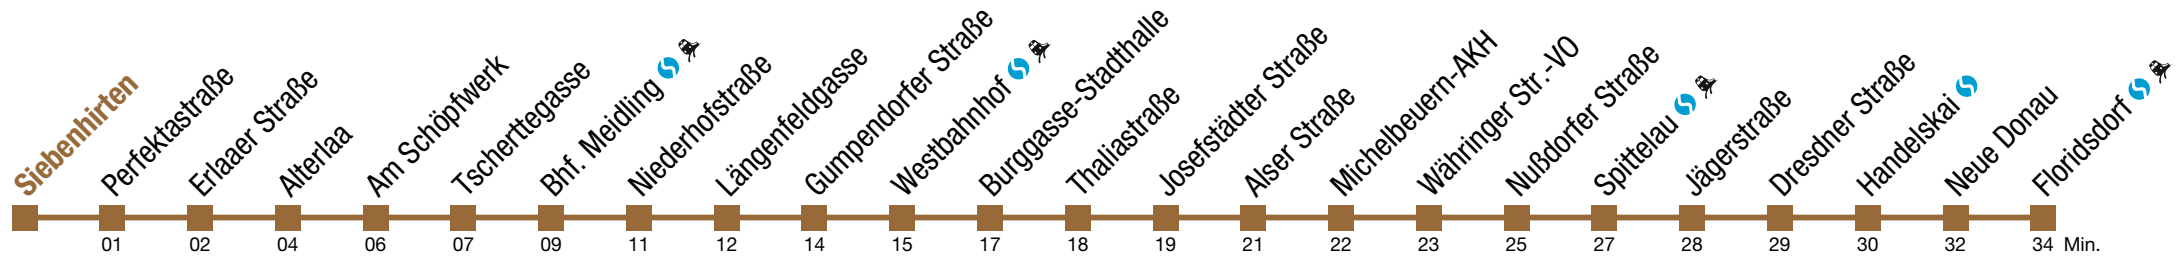 Siebenhirten
Perfektastraße
Erlaaer Straße
Alterlaa
Am Schöpfwerk
Tscherttegasse
Bhf. Meidling
Niederhofstraße
Längenfeldgasse
Gumpendorfer Straße
Westbahnhof
Burggasse-Stadthalle
Thaliastraße
Josefstädter Straße
Alser Straße
Michelbeuern-AKH
Währinger Str.-VO
Nußdorfer Straße
Spittelau
Jägerstraße
Dresdner Straße
Handelskai
Neue Donau
Floridsdorf
01 02 04 06 07 09 11 12 14 15 17 18 19 21 22 23 25 27 28 29 30 32 34 Min.